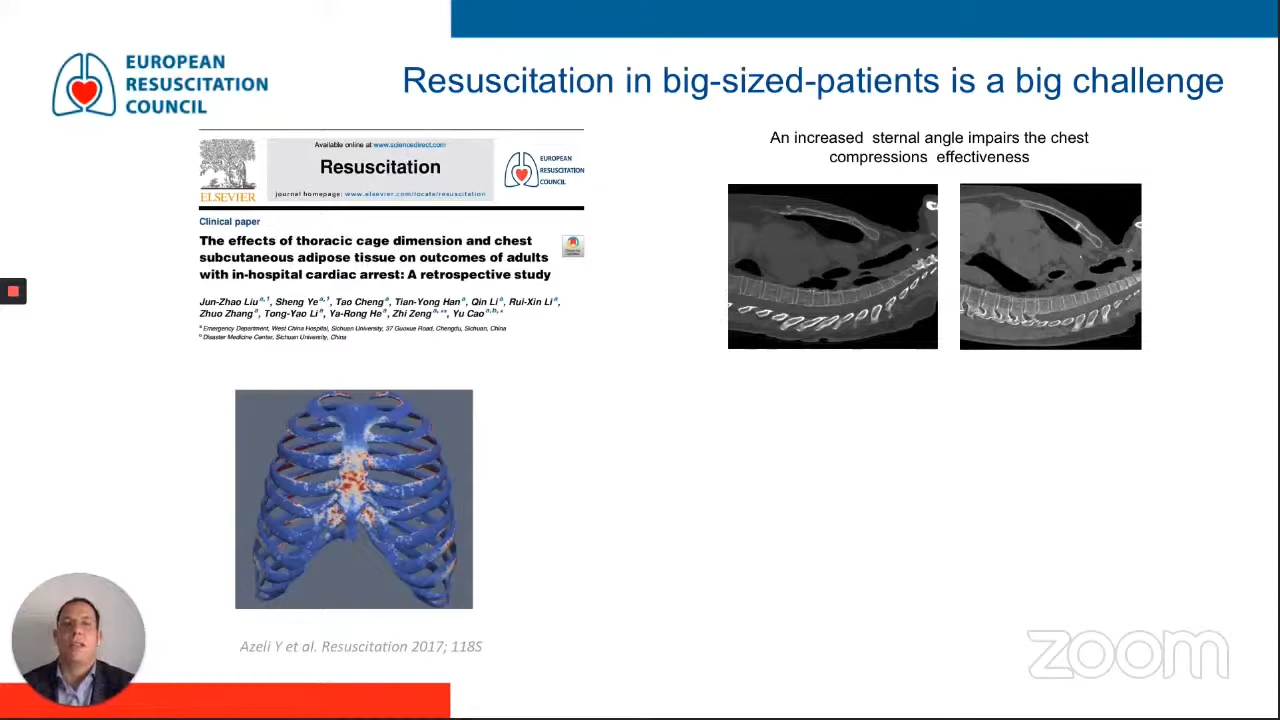 EUROPEAN
RESUSCITATION
COUNCIL
Resuscitation in big-sized-patients is a big challenge
Available online at www.sciencedirect.com
Resuscitation
journal homepage: www.elsevier.com/locate/resuscitation
ELSEVIER
EUROPEAN
RESUSCITATION
COUNCIL
Clinical paper
The effects of thoracic cage dimension and chest
subcutaneous adipose tissue on outcomes of adults
with in-hospital cardiac arrest: A retrospective study
Jun-Zhao Liu a,1, Sheng Ye a,1, Tao Cheng a, Tian-Yong Han a, Qin Li a, Rui-Xin Li a,
Zhuo Zhang a, Tong-Yao Li a, Ya-Rong He a, Zhi Zeng a,**, Yu Cao a,b,*
a Emergency Department, West China Hospital, Sichuan University, 37 Guoxue Road, Chengdu, Sichuan, China
b Disaster Medicine Center, Sichuan University, China
An increased sternal angle impairs the chest
compressions effectiveness
Azeli Y et al. Resuscitation 2017; 118S
zoom